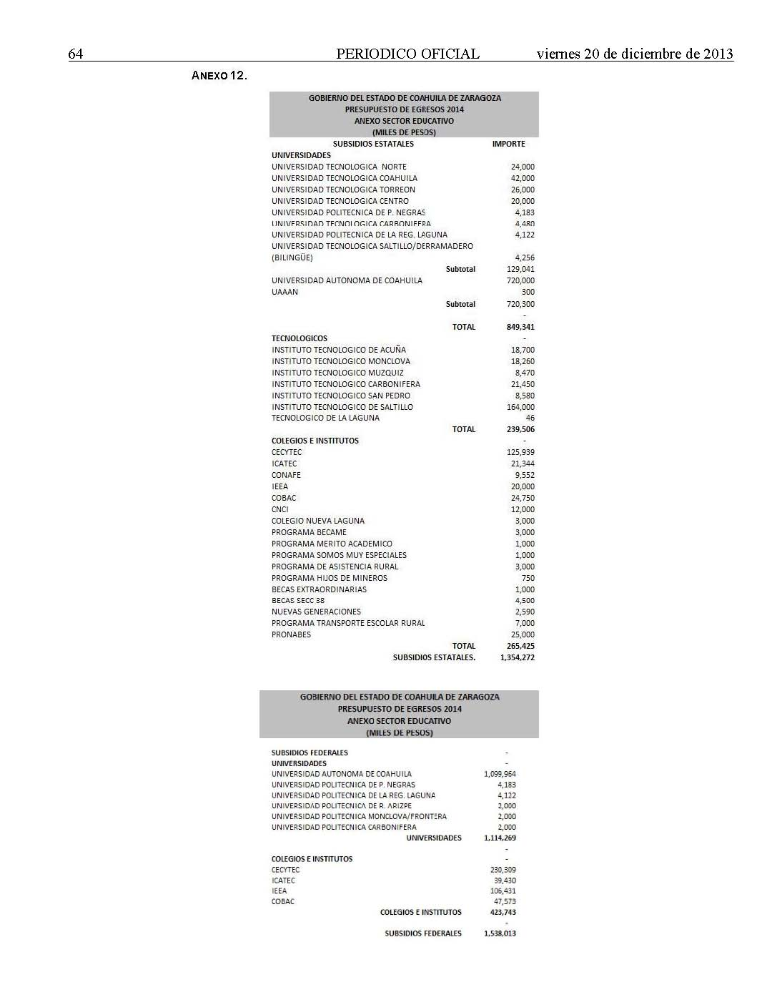 64 PERIODICO OFICIAL viernes 20 de diciembre de 2013
ANEXO 12.
GOBIERNO DEL ESTADO DE COAHUILA DE ZARAGOZA
PRESUPUESTO DE EGRESOS 2014
ANEXO SECTOR EDUCATIVO
(MILES DE PESOS)
SUBSIDIOS ESTATALES IMPORTE
UNIVERSIDADES
UNIVERSIDAD TECNOLOGICA NORTE 24,000
UNIVERSIDAD TECNOLOGICA COAHUILA 42,000
UNIVERSIDAD TECNOLOGICA TORREON 26,000
UNIVERSIDAD TECNOLOGICA CENTRO 20,000
UNIVERSIDAD POLITECNICA DE P. NEGRAS 4,183
UNIVERSIDAD TECNOLOGICA CARBONIFERA 4,480
UNIVERSIDAD POLITECNICA DE LA REG. LAGUNA 4,122
UNIVERSIDAD TECNOLOGICA SALTILLO/DERRAMADERO
(BILINGÜE) 4,256
Subtotal 129,041
UNIVERSIDAD AUTONOMA DE COAHUILA 720,000
UAAAN 300
Subtotal 720,300
-
TOTAL 849,341
TECNOLOGICOS -
INSTITUTO TECNOLOGICO DE ACUÑA 18,700
INSTITUTO TECNOLOGICO MONCLOVA 18,260
INSTITUTO TECNOLOGICO MUZQUIZ 8,470
INSTITUTO TECNOLOGICO CARBONIFERA 21,450
INSTITUTO TECNOLOGICO SAN PEDRO 8,580
INSTITUTO TECNOLOGICO DE SALTILLO 164,000
TECNOLOGICO DE LA LAGUNA 46
TOTAL 239,506
COLEGIOS E INSTITUTOS -
CECYTEC 125,939
ICATEC 21,344
CONAFE 9,552
IEEA 20,000
COBAC 24,750
CNCI 12,000
COLEGIO NUEVA LAGUNA 3,000
PROGRAMA BECAME 3,000
PROGRAMA MERITO ACADEMICO 1,000
PROGRAMA SOMOS MUY ESPECIALES 1,000
PROGRAMA DE ASISTENCIA RURAL 3,000
PROGRAMA HIJOS DE MINEROS 750
BECAS EXTRAORDINARIAS 1,000
BECAS SECC 38 4,500
NUEVAS GENERACIONES 2,590
PROGRAMA TRANSPORTE ESCOLAR RURAL 7,000
PRONABES 25,000
TOTAL 265,425
SUBSIDIOS ESTATALES. 1,354,272
GOBIERNO DEL ESTADO DE COAHUILA DE ZARAGOZA
PRESUPUESTO DE EGRESOS 2014
ANEXO SECTOR EDUCATIVO
(MILES DE PESOS)
SUBSIDIOS FEDERALES -
UNIVERSIDADES -
UNIVERSIDAD AUTONOMA DE COAHUILA 1,099,964
UNIVERSIDAD POLITECNICA DE P. NEGRAS 4,183
UNIVERSIDAD POLITECNICA DE LA REG. LAGUNA 4,122
UNIVERSIDAD POLITECNICA DE R. ARIZPE 2,000
UNIVERSIDAD POLITECNICA MONCLOVA/FRONTERA 2,000
UNIVERSIDAD POLITECNICA CARBONIFERA 2,000
UNIVERSIDADES 1,114,269
-
COLEGIOS E INSTITUTOS -
CECYTEC 230,309
ICATEC 39,430
IEEA 106,431
COBAC 47,573
COLEGIOS E INSTITUTOS 423,743
-
SUBSIDIOS FEDERALES 1,538,013